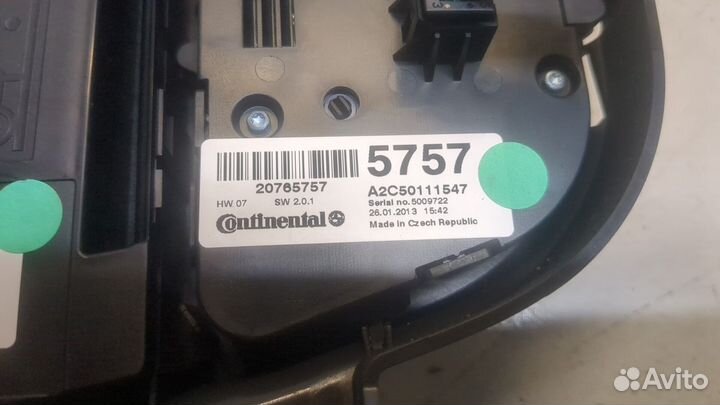 3
5757
20765757
A2C50111547
HW 07 SW 2.0.1
Serial no.5009722
26.01.2013 15:42
Continental
Made in Czech Republic
Avito